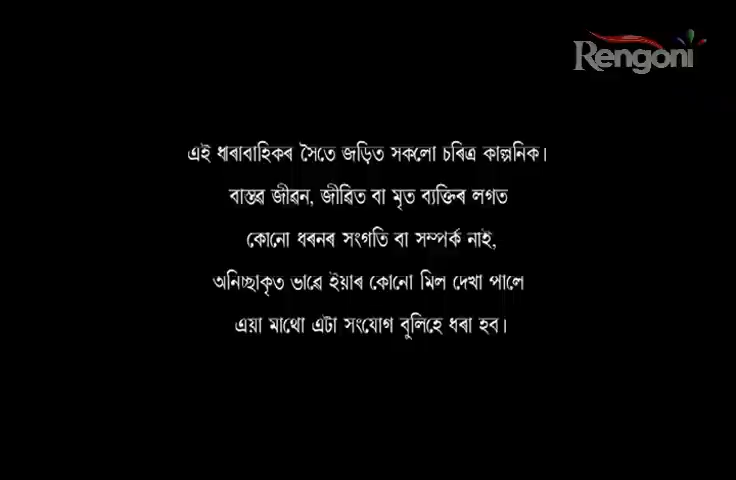 Rengoni
এই ধাৰাবাহিকৰ সৈতে জড়িত সকলো চৰিত্ৰ কাল্পনিক।
বাস্তৱ জীৱন, জীৱিত বা মৃত ব্যক্তিৰ লগত
কোনো ধৰনৰ সংগতি বা সম্পৰ্ক নাই,
অনিচ্ছাকৃত ভাৱে ইয়াৰ কোনো মিল দেখা পালে
এয়া মাথো এটা সংযোগ বুলিহে ধৰা হব।